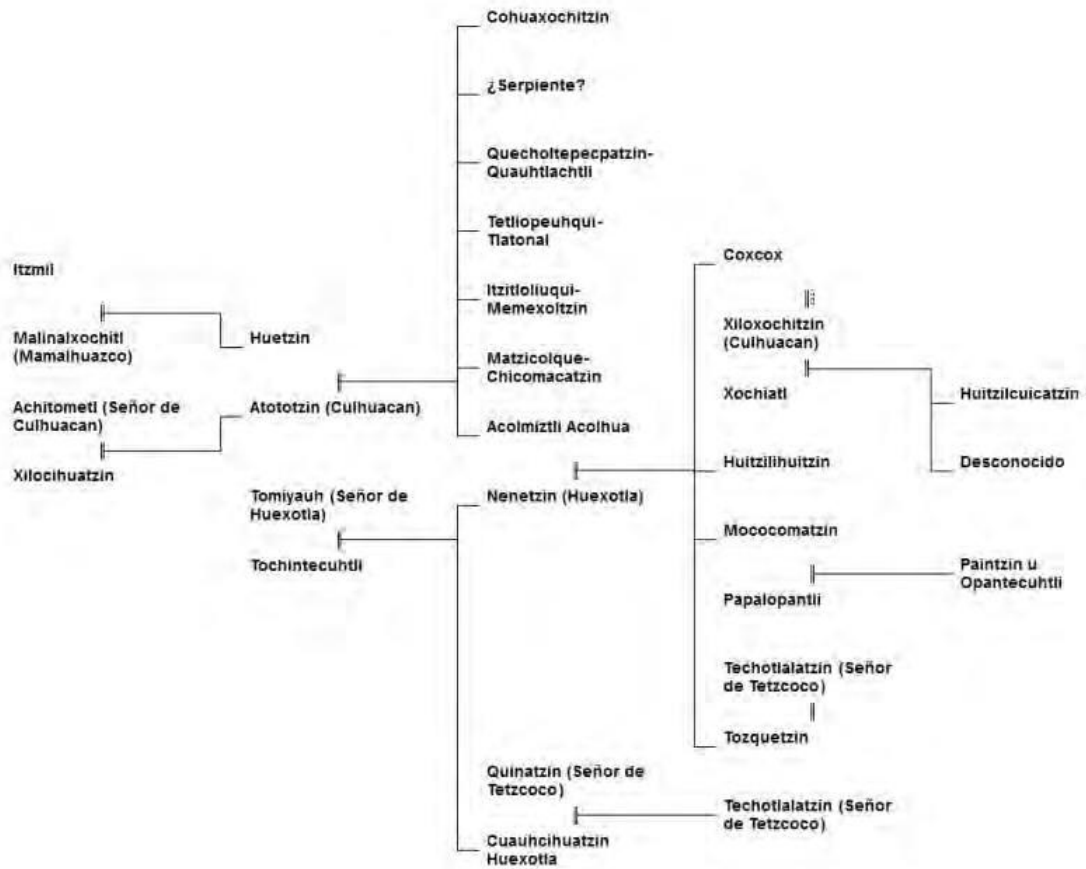 Cohuaxochitzin
¿Serpiente?
Quecholtepecpatzin-
Quauhtlachtli
Tetliopeuhqui-
Tlatonal
Itzitloliuqui-
Memexoltzin
Matzicolque-
Chicomacatzin
Acolmiztli Acolhua
Itzmil
Malinalxochitl
(Mamalhuazco)
Huetzin
Achitometl (Señor de
Culhuacan)
Atototzin (Culhuacan)
Xilocihuatzin
Tomiyauh (Señor de
Huexotla)
Tochintecuhtli
Nenetzin (Huexotla)
Coxcox
Xiloxochitzin
(Culhuacan)
Xochiatl
Huitzilcuicatzin
Huitzilihuitzin
Desconocido
Mococomatzin
Paintzin u
Opantecuhtli
Papalopantli
Techotlalatzin (Señor
de Tetzcoco)
Tozquetzin
Quinatzin (Señor de
Tetzcoco)
Techotlalatzin (Señor
de Tetzcoco)
Cuauhcihuatzin
Huexotla